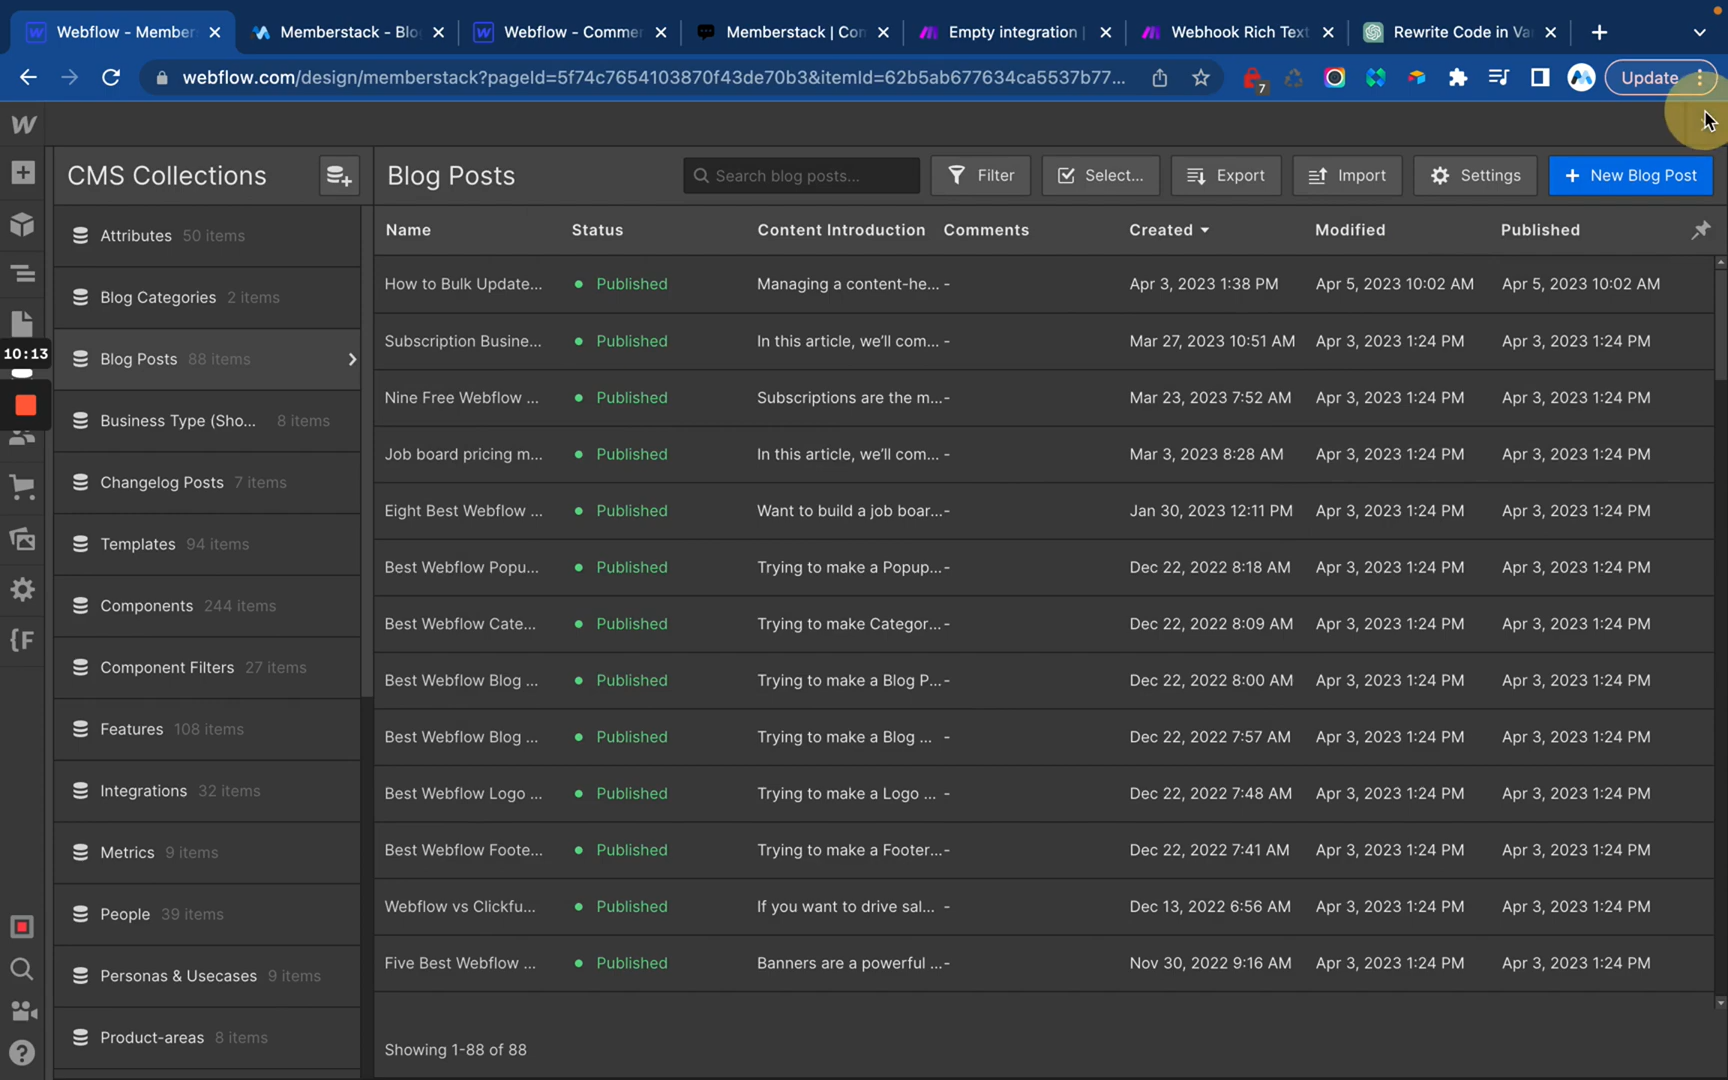 Webflow - Member
Memberstack - Blo
Webflow - Commer
Memberstack | Con
Empty integration |
Webhook Rich Text
Rewrite Code in Va
webflow.com/design/memberstack?pageId=5f74c7654103870f43de70b3&itemId=62b5ab677634ca5537b77...
7
Update
CMS Collections
Blog Posts
Search blog posts...
Filter
Select...
Export
Import
Settings
+ New Blog Post
Name
Status
Content Introduction
Comments
Created
Modified
Published
Attributes 50 items
Blog Categories 2 items
Blog Posts 88 items
Business Type (Sho... 8 items
Changelog Posts 7 items
Templates 94 items
Components 244 items
Component Filters 27 items
Features 108 items
Integrations 32 items
Metrics 9 items
People 39 items
Personas & Usecases 9 items
Product-areas 8 items
10:13
How to Bulk Update... Published Managing a content-he... - Apr 3, 2023 1:38 PM Apr 5, 2023 10:02 AM Apr 5, 2023 10:02 AM
Subscription Busine... Published In this article, we'll com... - Mar 27, 2023 10:51 AM Apr 3, 2023 1:24 PM Apr 3, 2023 1:24 PM
Nine Free Webflow ... Published Subscriptions are the m... - Mar 23, 2023 7:52 AM Apr 3, 2023 1:24 PM Apr 3, 2023 1:24 PM
Job board pricing m... Published In this article, we'll com... - Mar 3, 2023 8:28 AM Apr 3, 2023 1:24 PM Apr 3, 2023 1:24 PM
Eight Best Webflow ... Published Want to build a job boar... - Jan 30, 2023 12:11 PM Apr 3, 2023 1:24 PM Apr 3, 2023 1:24 PM
Best Webflow Popu... Published Trying to make a Popup... - Dec 22, 2022 8:18 AM Apr 3, 2023 1:24 PM Apr 3, 2023 1:24 PM
Best Webflow Cate... Published Trying to make Categor... - Dec 22, 2022 8:09 AM Apr 3, 2023 1:24 PM Apr 3, 2023 1:24 PM
Best Webflow Blog ... Published Trying to make a Blog P... - Dec 22, 2022 8:00 AM Apr 3, 2023 1:24 PM Apr 3, 2023 1:24 PM
Best Webflow Blog ... Published Trying to make a Blog ... - Dec 22, 2022 7:57 AM Apr 3, 2023 1:24 PM Apr 3, 2023 1:24 PM
Best Webflow Logo ... Published Trying to make a Logo ... - Dec 22, 2022 7:48 AM Apr 3, 2023 1:24 PM Apr 3, 2023 1:24 PM
Best Webflow Foote... Published Trying to make a Footer... - Dec 22, 2022 7:41 AM Apr 3, 2023 1:24 PM Apr 3, 2023 1:24 PM
Webflow vs Clickfu... Published If you want to drive sal... - Dec 13, 2022 6:56 AM Apr 3, 2023 1:24 PM Apr 3, 2023 1:24 PM
Five Best Webflow ... Published Banners are a powerful ... - Nov 30, 2022 9:16 AM Apr 3, 2023 1:24 PM Apr 3, 2023 1:24 PM
Showing 1-88 of 88